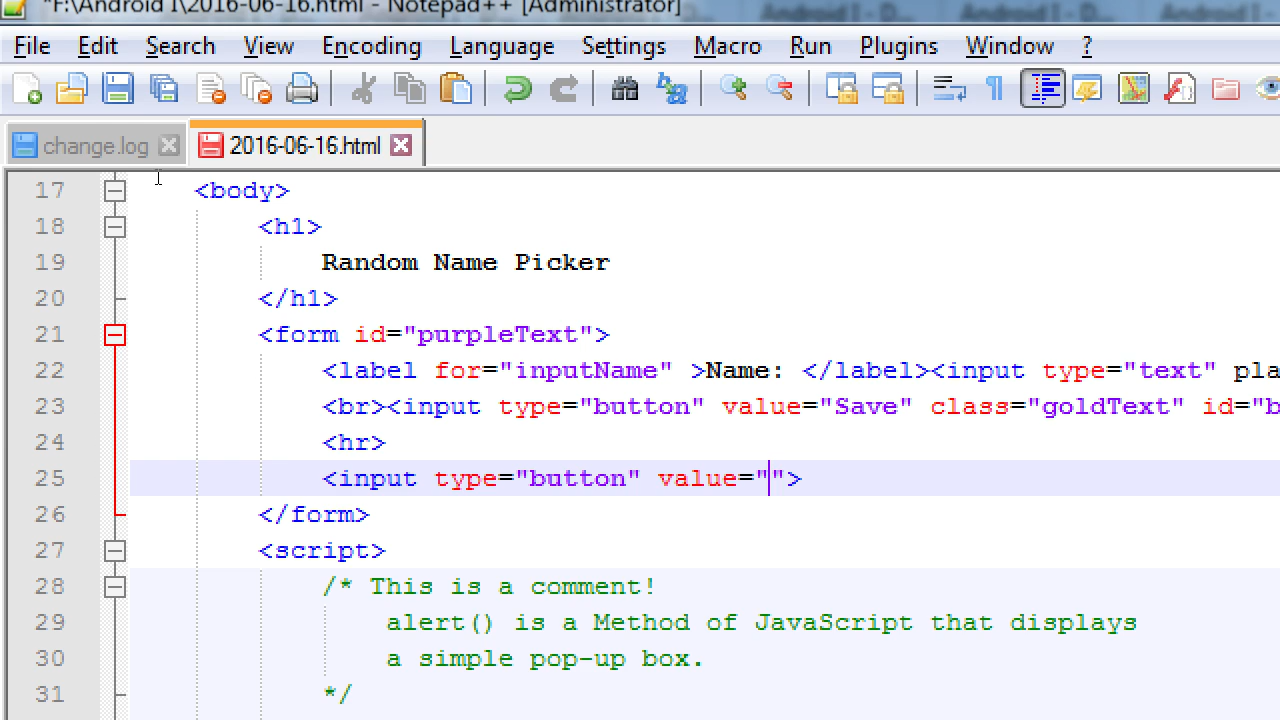 *F:\Android I\2016-06-16.html - Notepad++ [Administrator]
Android I - D... Android I - D... Android I -
File Edit Search View Encoding Language Settings Macro Run Plugins Window ?
change.log 2016-06-16.html
17 <body>
18 <h1>
19 Random Name Picker
20 </h1>
21 <form id="purpleText">
22 <label for="inputName" >Name: </label><input type="text" pla
23 <br><input type="button" value="Save" class="goldText" id="b
24 <hr>
25 <input type="button" value="">
26 </form>
27 <script>
28 /* This is a comment!
29 alert() is a Method of JavaScript that displays
30 a simple pop-up box.
31 */